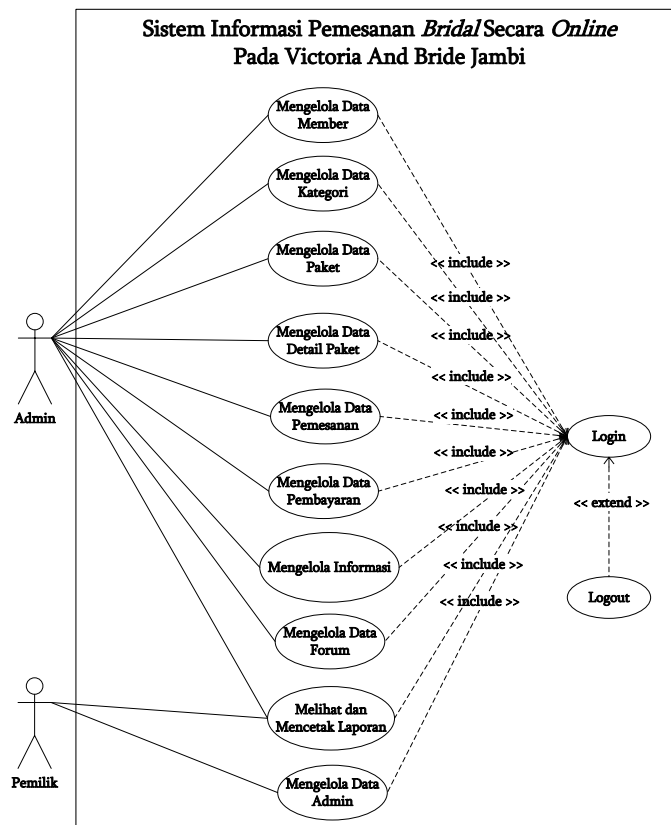 Sistem Informasi Pemesanan Bridal Secara Online
Pada Victoria And Bride Jambi
Mengelola Data
Member
Mengelola Data
Kategori
Mengelola Data
Paket
<< include >>
<< include >>
Mengelola Data
Detail Paket
<< include >>
<< include >>
Admin
Mengelola Data
Pemesanan
<< include >>
Login
Mengelola Data
Pembayaran
<< include >>
<< include >>
<< extend >>
<< include >>
Mengelola Informasi
<< include >>
Logout
<< include >>
Mengelola Data
Forum
Melihat dan
Mencetak Laporan
Pemilik
Mengelola Data
Admin